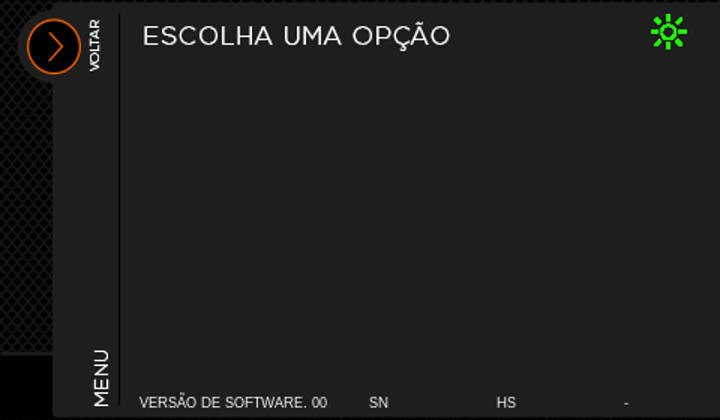 VOLTAR
ESCOLHA UMA OPÇÃO
MENU
VERSÃO DE SOFTWARE. 00 SN HS -